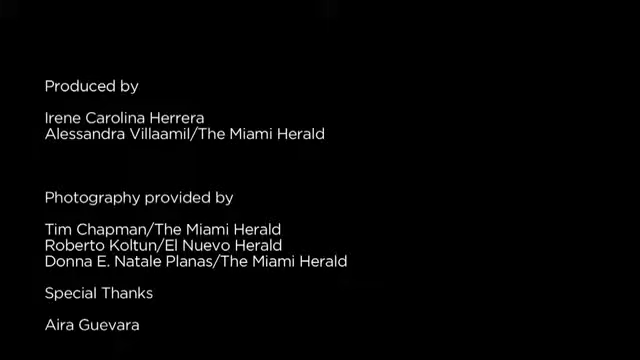 Produced by
Irene Carolina Herrera
Alessandra Villaamil/The Miami Herald
Photography provided by
Tim Chapman/The Miami Herald
Roberto Koltun/El Nuevo Herald
Donna E. Natale Planas/The Miami Herald
Special Thanks
Aira Guevara